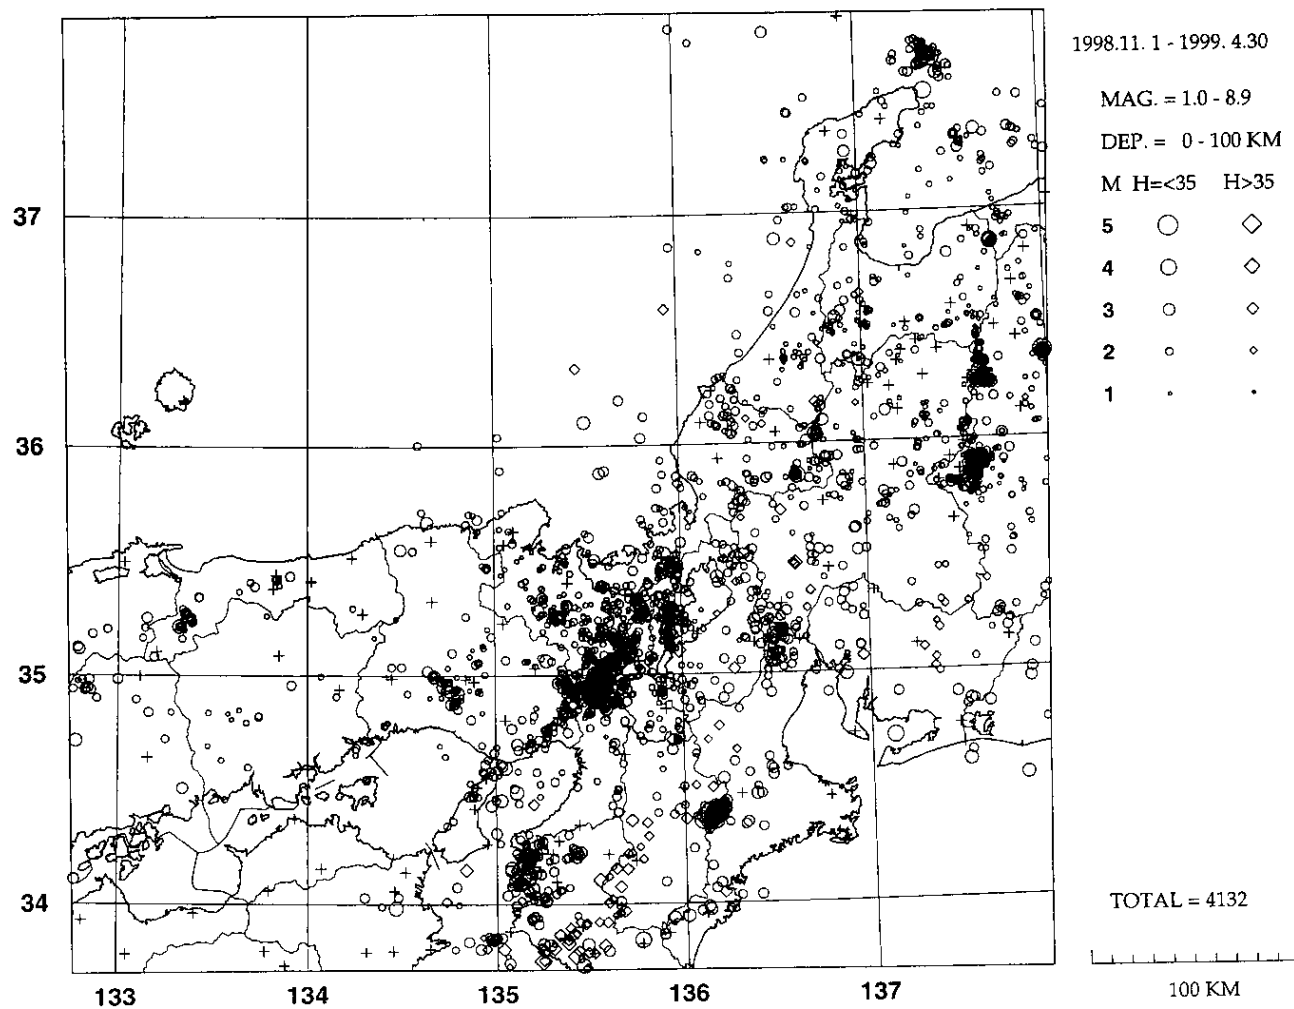 1998.11. 1 - 1999. 4.30
MAG. = 1.0 - 8.9
DEP. = 0 - 100 KM
M H=<35 H>35
5
4
3
2
1
TOTAL = 4132
100 KM
37
36
35
34
133 134 135 136 137